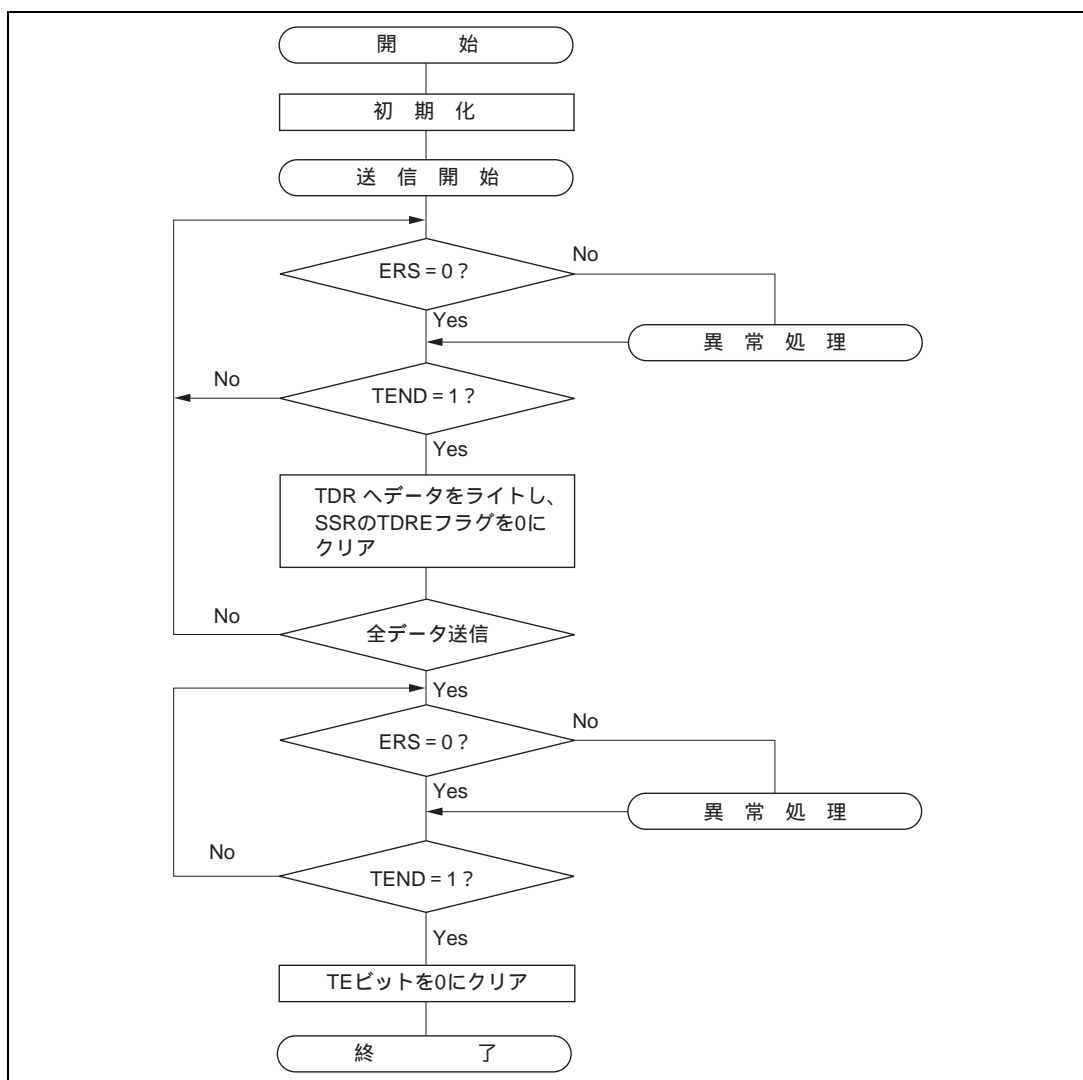 開 始
初 期 化
送 信 開 始
ERS = 0 ?
No
Yes
異 常 処 理
No
TEND = 1 ?
Yes
TDR へデータをライトし、
SSRのTDREフラグを0に
クリア
No
全データ送信
Yes
No
ERS = 0 ?
Yes
異 常 処 理
No
TEND = 1 ?
Yes
TEビットを0にクリア
終 了